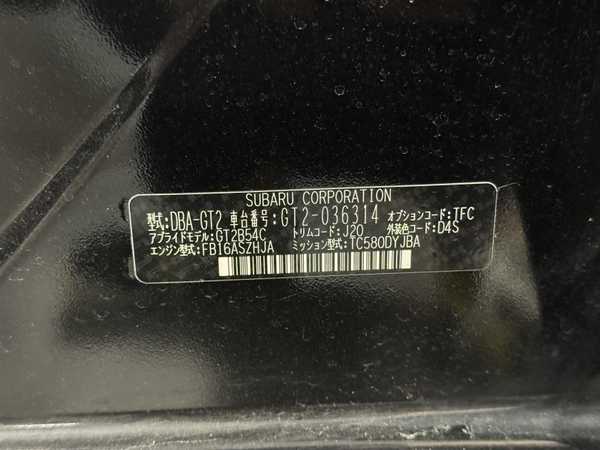 SUBARU CORPORATION
型式:DBA-GT2 車台番号:GT2-036314 オプションコード:TFC
アプライドモデル:GT2B54C トリムコード:J20 外装色コード:D4S
エンジン型式:FB16ASZHJA ミッション型式:TC580DYJBA